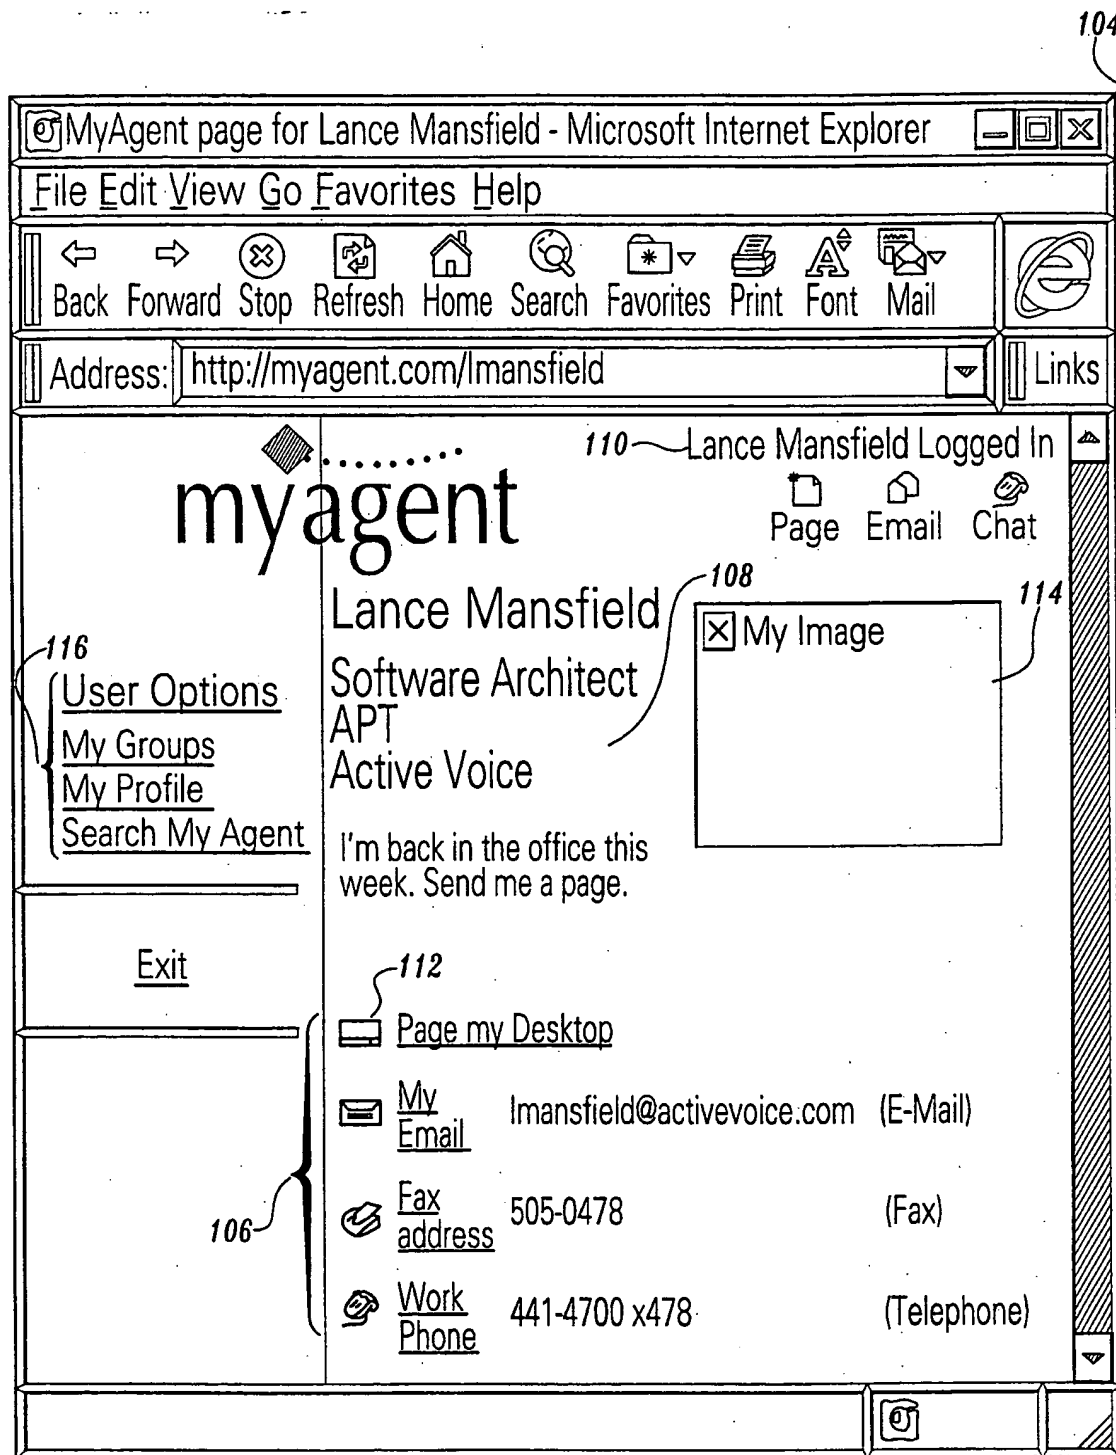 104
MyAgent page for Lance Mansfield - Microsoft Internet Explorer
File Edit View Go Favorites Help
Back Forward Stop Refresh Home Search Favorites Print Font Mail
Address: http://myagent.com/lmansfield Links
110 Lance Mansfield Logged In
myagent
Page Email Chat
108
Lance Mansfield
114
My Image
116
Software Architect
User Options
APT
My Groups
Active Voice
My Profile
Search My Agent
I'm back in the office this
week. Send me a page.
Exit
112
Page my Desktop
My
Email lmansfield@activevoice.com (E-Mail)
106
Fax
address 505-0478 (Fax)
Work
Phone 441-4700 x478 (Telephone)